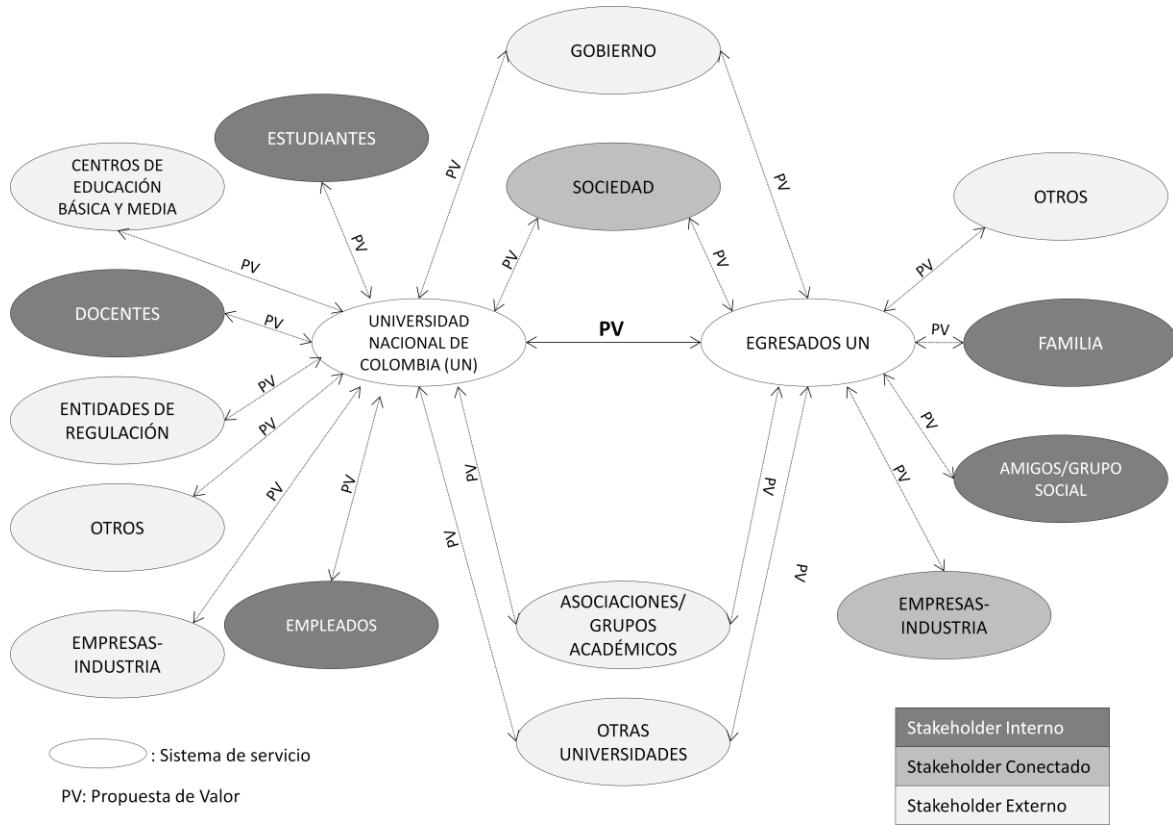 GOBIERNO
PV
PV
ESTUDIANTES
CENTROS DE
EDUCACIÓN
BÁSICA Y MEDIA
SOCIEDAD
OTROS
PV
PV
PV
PV
PV
DOCENTES
PV
UNIVERSIDAD
NACIONAL DE
COLOMBIA (UN)
PV
EGRESADOS UN
PV
FAMILIA
ENTIDADES DE
REGULACIÓN
PV
PV
PV
OTROS
PV
PV
PV
PV
PV
PV
PV
AMIGOS/GRUPO
SOCIAL
EMPRESAS-
INDUSTRIA
EMPLEADOS
ASOCIACIONES/
GRUPOS
ACADÉMICOS
EMPRESAS-
INDUSTRIA
OTRAS
UNIVERSIDADES
: Sistema de servicio
PV: Propuesta de Valor
Stakeholder Interno
Stakeholder Conectado
Stakeholder Externo